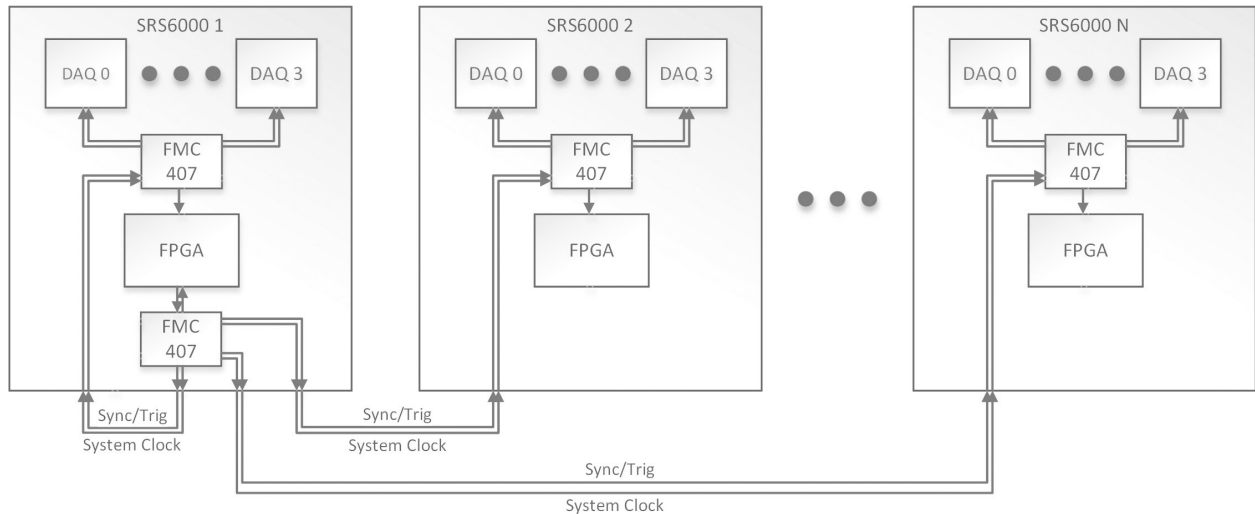 SRS6000 1
DAQ 0
DAQ 3
FMC
407
FPGA
FMC
407
Sync/Trig
System Clock
SRS6000 2
DAQ 0
DAQ 3
FMC
407
FPGA
Sync/Trig
System Clock
SRS6000 N
DAQ 0
DAQ 3
FMC
407
FPGA
Sync/Trig
System Clock